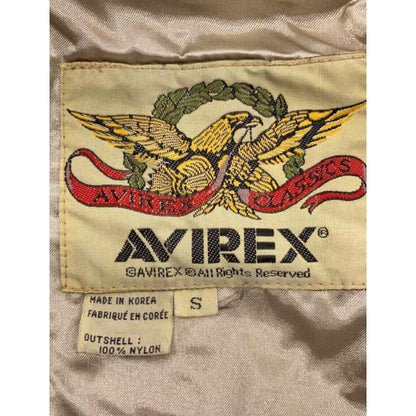 AVIREX CLASSICS
AVIREX®
©AVIREX ® All Rights Reserved
MADE IN KOREA
FABRIQUÉ EN CORÉE
S
OUTSHELL :
100% NYLON